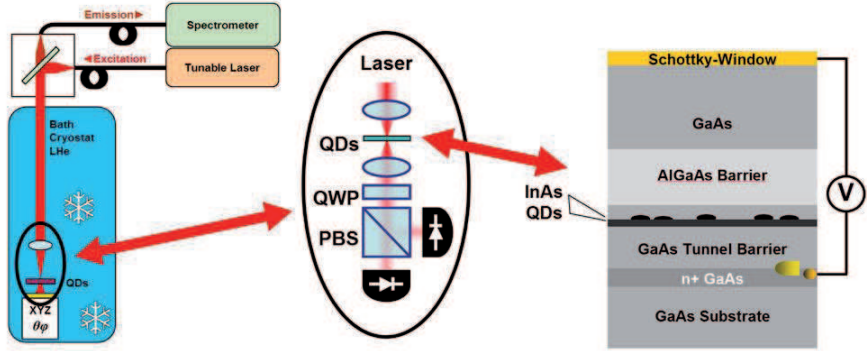 Emission
Spectrometer
Excitation
Tunable Laser
Bath
Cryostat
LHe
QDs
XYZ
θφ
Laser
QDs
QWP
PBS
Schottky-Window
GaAs
AlGaAs Barrier
InAs
QDs
GaAs Tunnel Barrier
n+ GaAs
GaAs Substrate
V